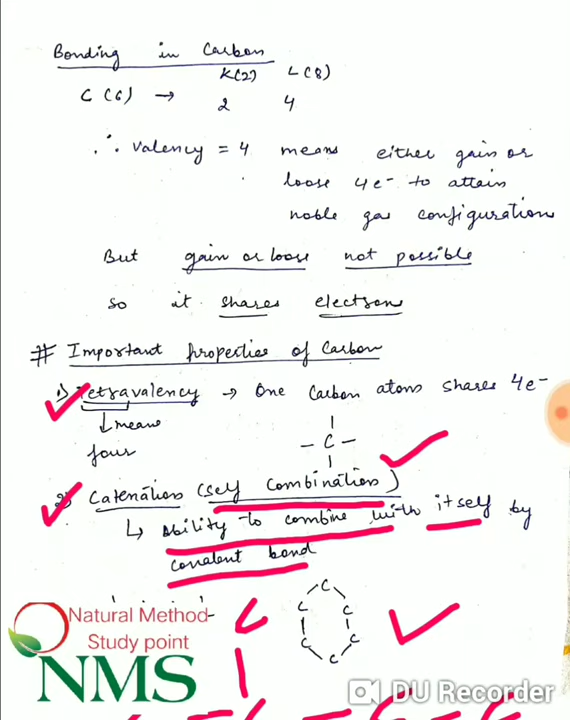 Bonding in Carbon
K(2) L(8)
C (6) → 2 4
∴ valency = 4 means either gain or
loose 4e⁻ to attain
noble gas configuration
But gain or loose not possible
so it shares electrons
# Important properties of Carbon
1) Tetravalency → One Carbon atom shares 4e⁻
↓ means
four
– C –
2) Catenation (self combination)
↳ ability to combine with itself by
covalent bond
C
C C
C C
C
C
C C C C
Natural Method
Study point
NMS
DU Recorder